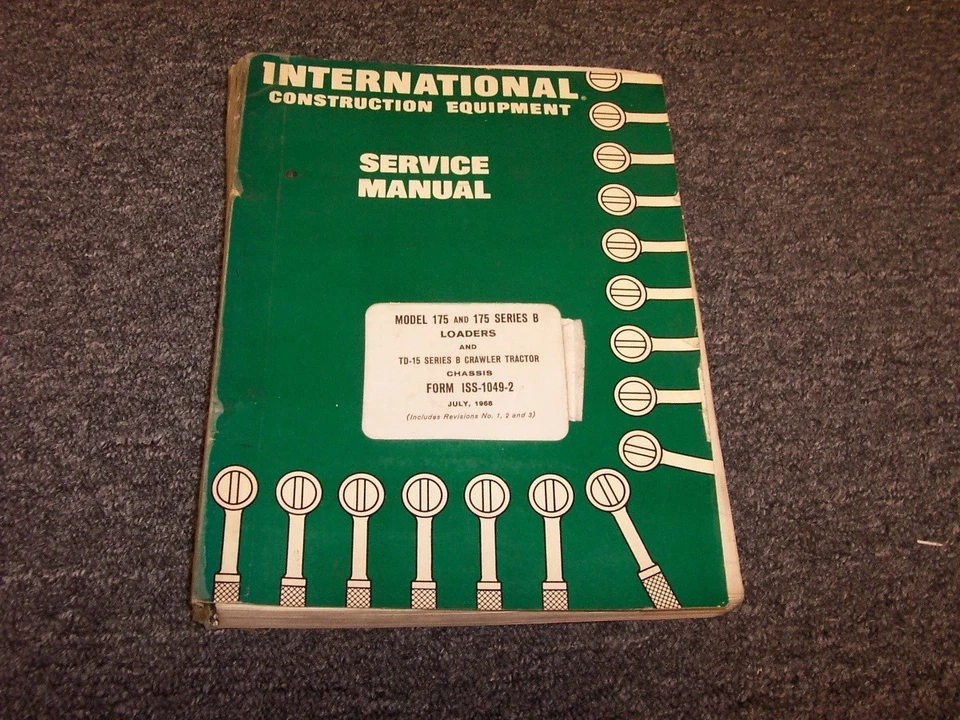 INTERNATIONAL®
CONSTRUCTION EQUIPMENT
SERVICE
MANUAL
MODEL 175 AND 175 SERIES B
LOADERS
AND
TD-15 SERIES B CRAWLER TRACTOR
CHASSIS
FORM ISS-1049-2
JULY, 1968
(Includes Revisions No. 1, 2 and 3)